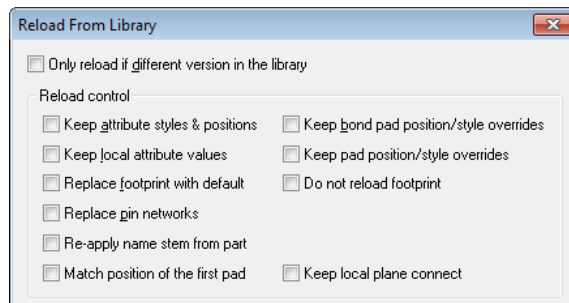 Reload From Library
Only reload if different version in the library
Reload control
Keep attribute styles & positions
Keep bond pad position/style overrides
Keep local attribute values
Keep pad position/style overrides
Replace footprint with default
Do not reload footprint
Replace pin networks
Re-apply name stem from part
Match position of the first pad
Keep local plane connect